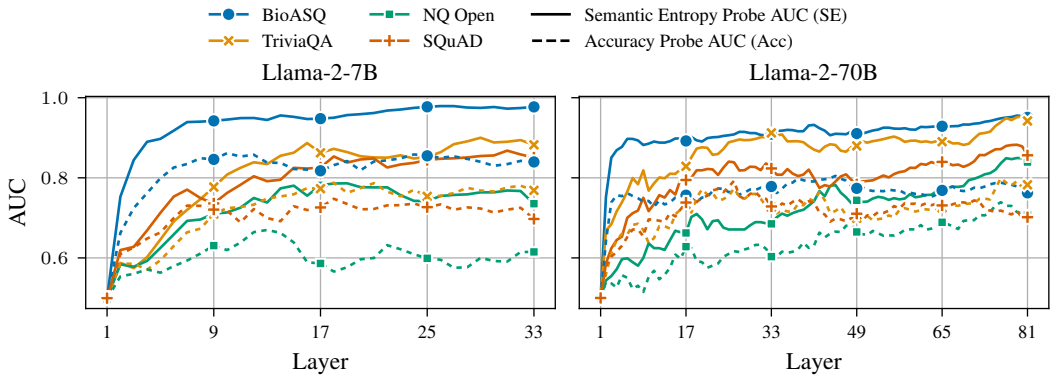 BioASQ NQ Open Semantic Entropy Probe AUC (SE)
TriviaQA SQuAD Accuracy Probe AUC (Acc)
Llama-2-7B Llama-2-70B
1.0
0.8
0.6
AUC
1 9 17 25 33 1 17 33 49 65 81
Layer Layer